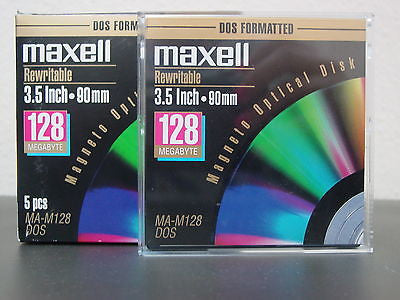 DOS FORMATTED
maxell
Rewritable
3.5 Inch • 90mm
128
MEGABYTE
Magneto Optical
5 pcs
MA-M128
DOS
DOS FORMATTED
maxell
Rewritable
3.5 Inch • 90mm
128
MEGABYTE
Magneto Optical Disk
MA-M128
DOS